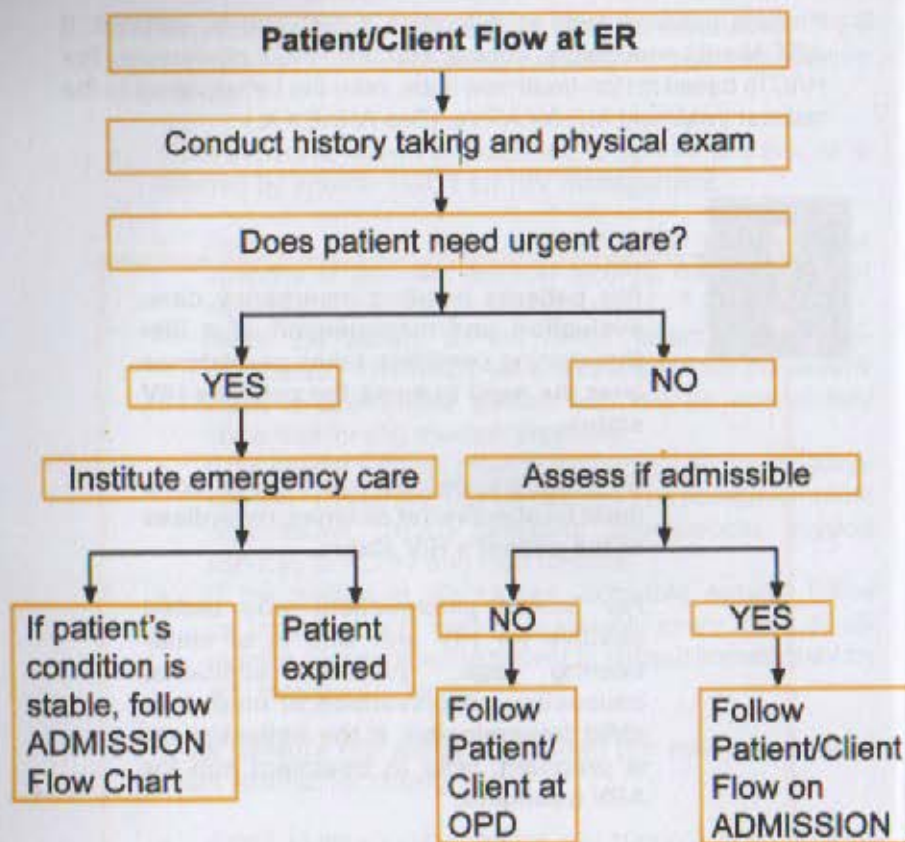 Patient/Client Flow at ER
Conduct history taking and physical exam
Does patient need urgent care?
YES
NO
Institute emergency care
Assess if admissible
If patient's
condition is
stable, follow
ADMISSION
Flow Chart
Patient
expired
NO
YES
Follow
Patient/
Client at
OPD
Follow
Patient/Client
Flow on
ADMISSION